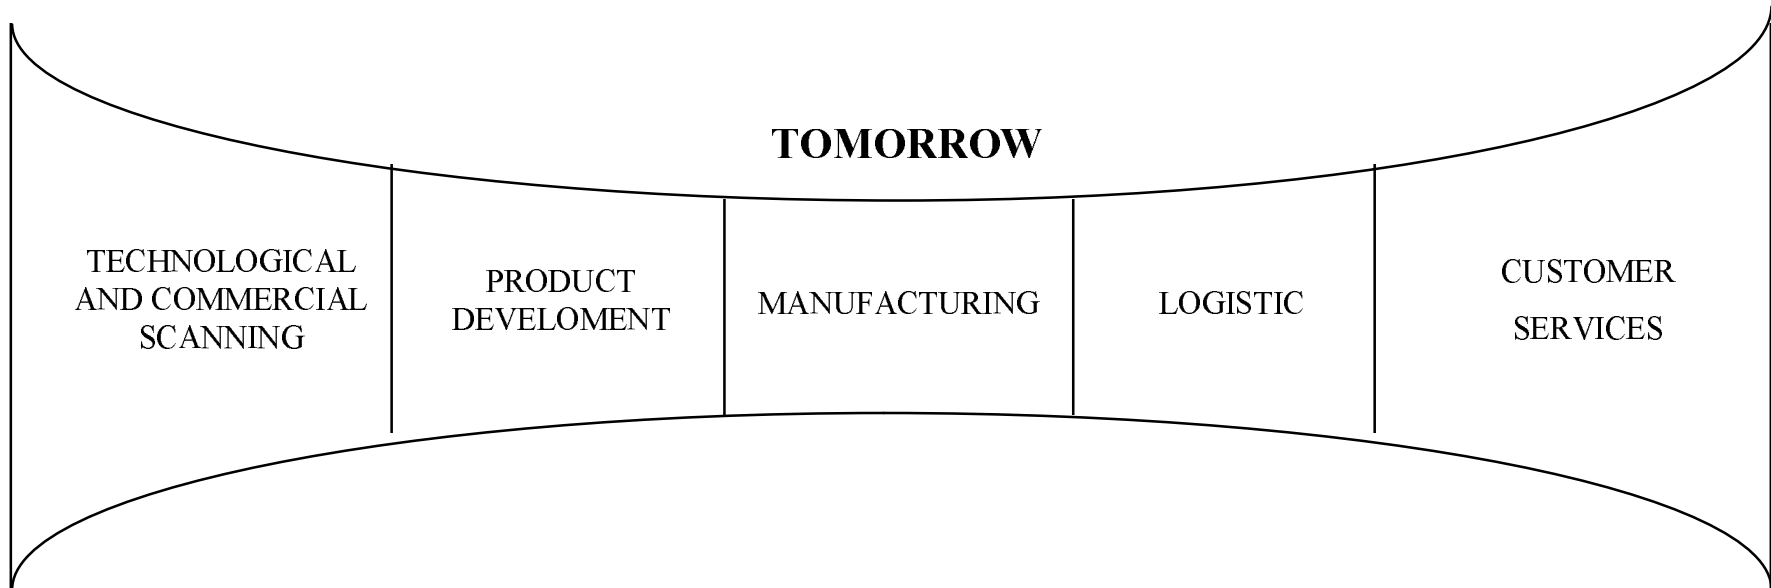 TOMORROW
TECHNOLOGICAL
AND COMMERCIAL
SCANNING
PRODUCT
DEVELOMENT
MANUFACTURING
LOGISTIC
CUSTOMER
SERVICES